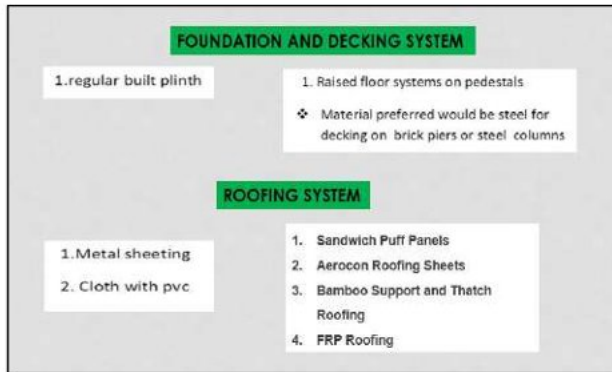 FOUNDATION AND DECKING SYSTEM
1.regular built plinth
1. Raised floor systems on pedestals
❖ Material preferred would be steel for
decking on brick piers or steel columns
ROOFING SYSTEM
1.Metal sheeting
2. Cloth with pvc
1. Sandwich Puff Panels
2. Aerocon Roofing Sheets
3. Bamboo Support and Thatch
Roofing
4. FRP Roofing